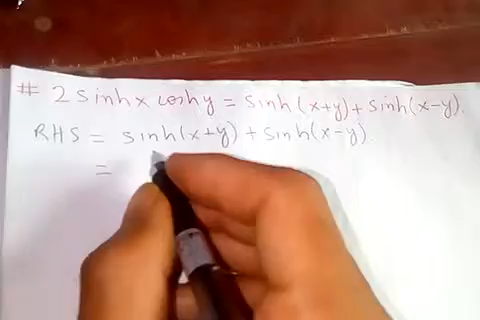 # 2 sinhx coshy = sinh (x+y) + sinh(x-y).
RHS = sinh(x+y) + sinh(x-y)
=